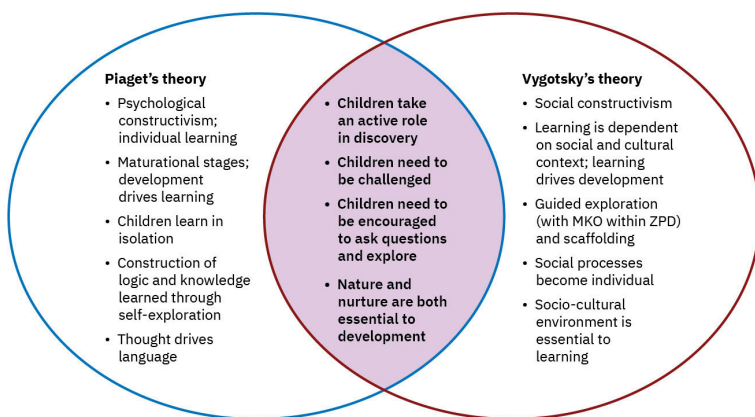 Piaget's theory
• Psychological
constructivism;
individual learning
• Maturational stages;
development
drives learning
• Children learn in
isolation
• Construction of
logic and knowledge
learned through
self-exploration
• Thought drives
language
• Children take
an active role
in discovery
• Children need to
be challenged
• Children need to
be encouraged
to ask questions
and explore
• Nature and
nurture are both
essential to
development
Vygotsky's theory
• Social constructivism
• Learning is dependent
on social and cultural
context; learning
drives development
• Guided exploration
(with MKO within ZPD)
and scaffolding
• Social processes
become individual
• Socio-cultural
environment is
essential to
learning